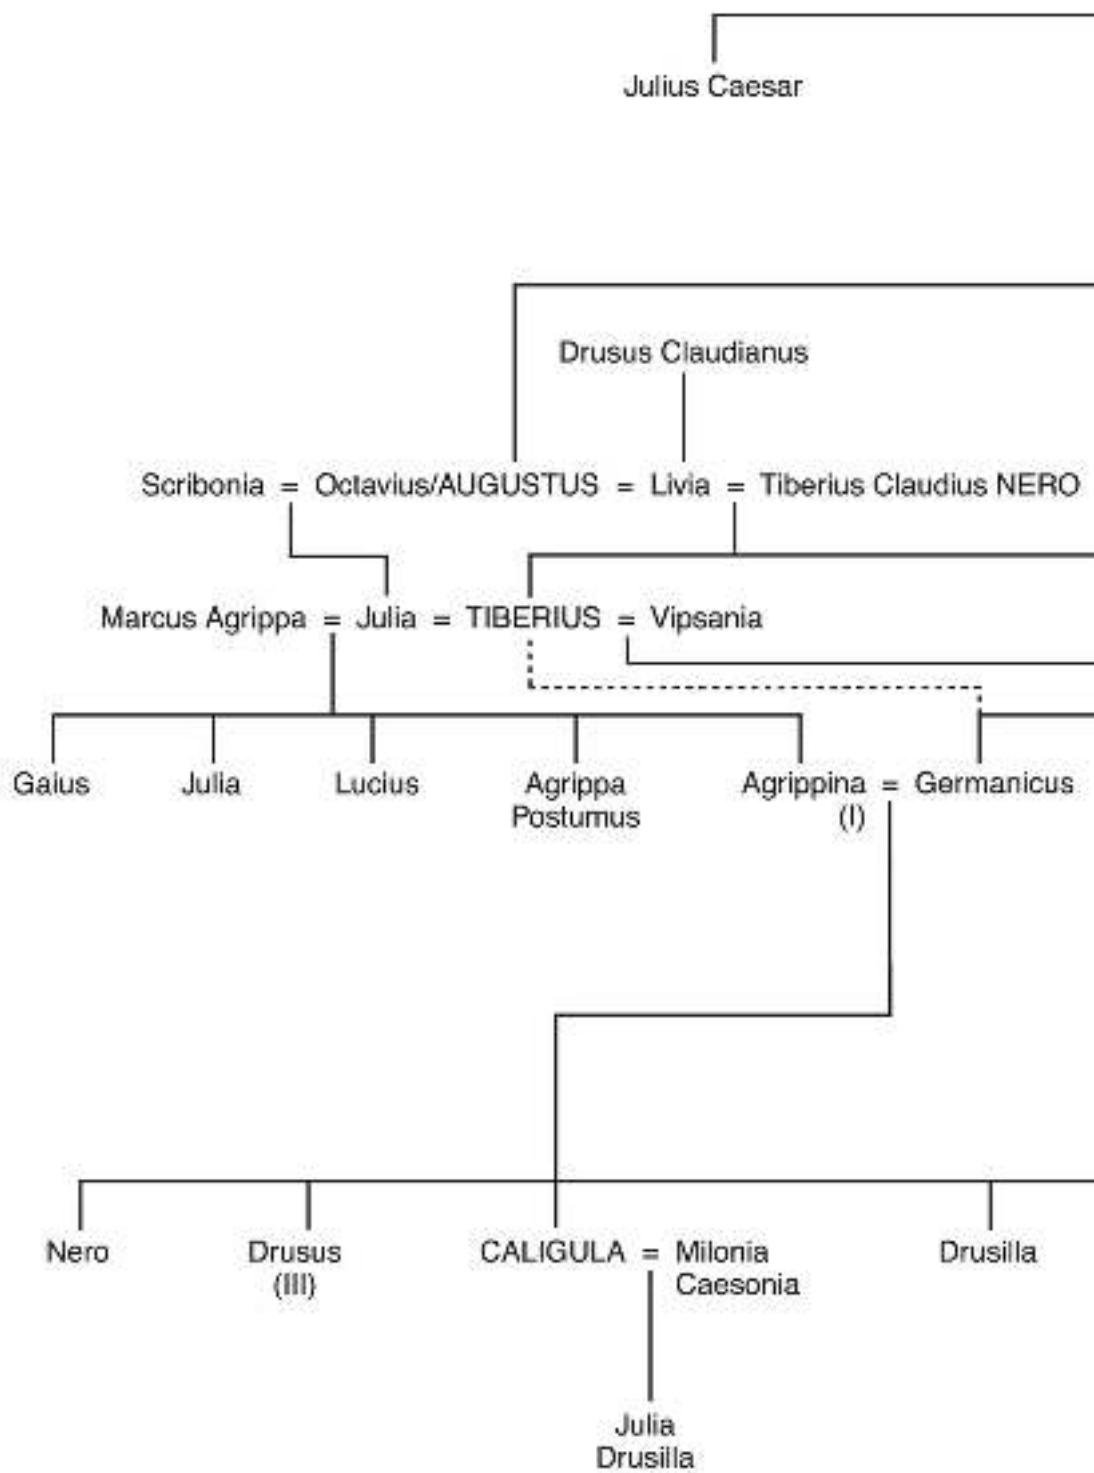 Julius Caesar
Drusus Claudianus
Scribonia = Octavius/AUGUSTUS = Livia = Tiberius Claudius NERO
Marcus Agrippa = Julia = TIBERIUS = Vipsania
Gaius Julia Lucius Agrippa Agrippina = Germanicus
Postumus (I)
Nero Drusus CALIGULA = Milonia Drusilla
(III) Caesonia
Julia
Drusilla